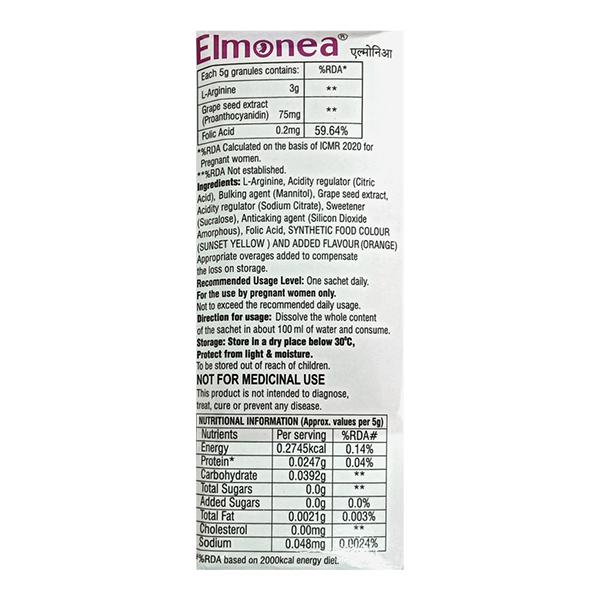 Elmonea® एल्मोनिआ
Each 5g granules contains: %RDA*
L-Arginine 3g **
Grape seed extract
(Proanthocyanidin) 75mg **
Folic Acid 0.2mg 59.64%
*%RDA Calculated on the basis of ICMR 2020 for
Pregnant women.
**%RDA Not established.
Ingredients: L-Arginine, Acidity regulator (Citric
Acid), Bulking agent (Mannitol), Grape seed extract,
Acidity regulator (Sodium Citrate), Sweetener
(Sucralose), Anticaking agent (Silicon Dioxide
Amorphous), Folic Acid, SYNTHETIC FOOD COLOUR
(SUNSET YELLOW ) AND ADDED FLAVOUR (ORANGE)
Appropriate overages added to compensate
the loss on storage.
Recommended Usage Level: One sachet daily.
For the use by pregnant women only.
Not to exceed the recommended daily usage.
Direction for usage: Dissolve the whole content
of the sachet in about 100 ml of water and consume.
Storage: Store in a dry place below 30°C,
Protect from light & moisture.
To be stored out of reach of children.
NOT FOR MEDICINAL USE
This product is not intended to diagnose,
treat, cure or prevent any disease.
NUTRITIONAL INFORMATION (Approx. values per 5g)
Nutrients Per serving %RDA#
Energy 0.2745kcal 0.14%
Protein* 0.0247g 0.04%
Carbohydrate 0.0392g **
Total Sugars 0.0g **
Added Sugars 0.0g 0.0%
Total Fat 0.0021g 0.003%
Cholesterol 0.00mg **
Sodium 0.048mg 0.0024%
#%RDA based on 2000kcal energy diet.